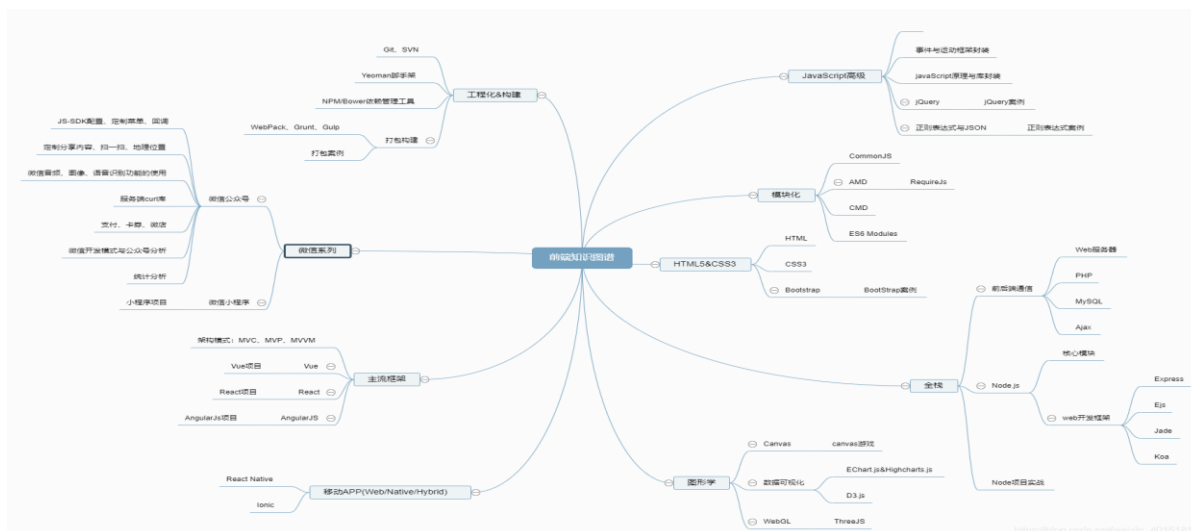 前端知识图谱
JavaScript高级
事件与运动框架封装
javaScript原理与库封装
jQuery
jQuery案例
正则表达式与JSON
正则表达式案例
模块化
CommonJS
AMD
RequireJs
CMD
ES6 Modules
HTML5&CSS3
HTML
CSS3
Bootstrap
BootStrap案例
全栈
前后端通信
Web服务器
PHP
MySQL
Ajax
Node.js
核心模块
web开发框架
Express
Ejs
Jade
Koa
Node项目实战
图形学
Canvas
canvas游戏
数据可视化
EChart.js&Highcharts.js
D3.js
WebGL
ThreeJS
工程化&构建
Git、SVN
Yeoman脚手架
NPM/Bower依赖管理工具
打包构建
WebPack、Grunt、Gulp
打包案例
微信系列
微信公众号
JS-SDK配置、定制菜单、回调
定制分享内容、扫一扫、地理位置
微信音频、图像、语音识别功能的使用
服务端curl库
支付、卡券、微店
微信开发模式与公众号分析
统计分析
微信小程序
小程序项目
主流框架
架构模式：MVC、MVP、MVVM
Vue
Vue项目
React
React项目
AngularJS
AngularJs项目
移动APP(Web/Native/Hybrid)
React Native
Ionic